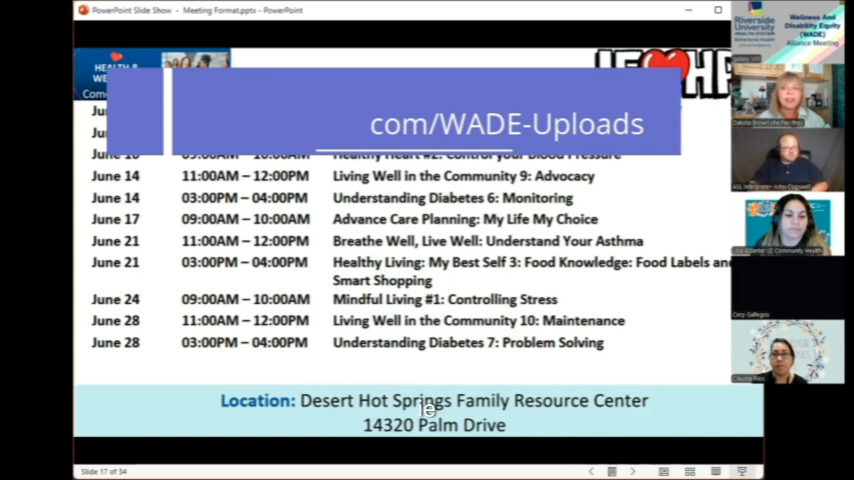 PowerPoint Slide Show - Meeting Format.pptx - PowerPoint
HEALTH &
com/WADE-Uploads
June 14 11:00AM – 12:00PM Living Well in the Community 9: Advocacy
June 14 03:00PM – 04:00PM Understanding Diabetes 6: Monitoring
June 17 09:00AM – 10:00AM Advance Care Planning: My Life My Choice
June 21 11:00AM – 12:00PM Breathe Well, Live Well: Understand Your Asthma
June 21 03:00PM – 04:00PM Healthy Living: My Best Self 3: Food Knowledge: Food Labels and
Smart Shopping
June 24 09:00AM – 10:00AM Mindful Living #1: Controlling Stress
June 28 11:00AM – 12:00PM Living Well in the Community 10: Maintenance
June 28 03:00PM – 04:00PM Understanding Diabetes 7: Problem Solving
Location: Desert Hot Springs Family Resource Center
ie
14320 Palm Drive
Slide 17 of 34
Riverside
University
HEALTH SYSTEM
Wellness And
Disability Equity
(WADE)
Alliance Meeting
Cecy Gallegos